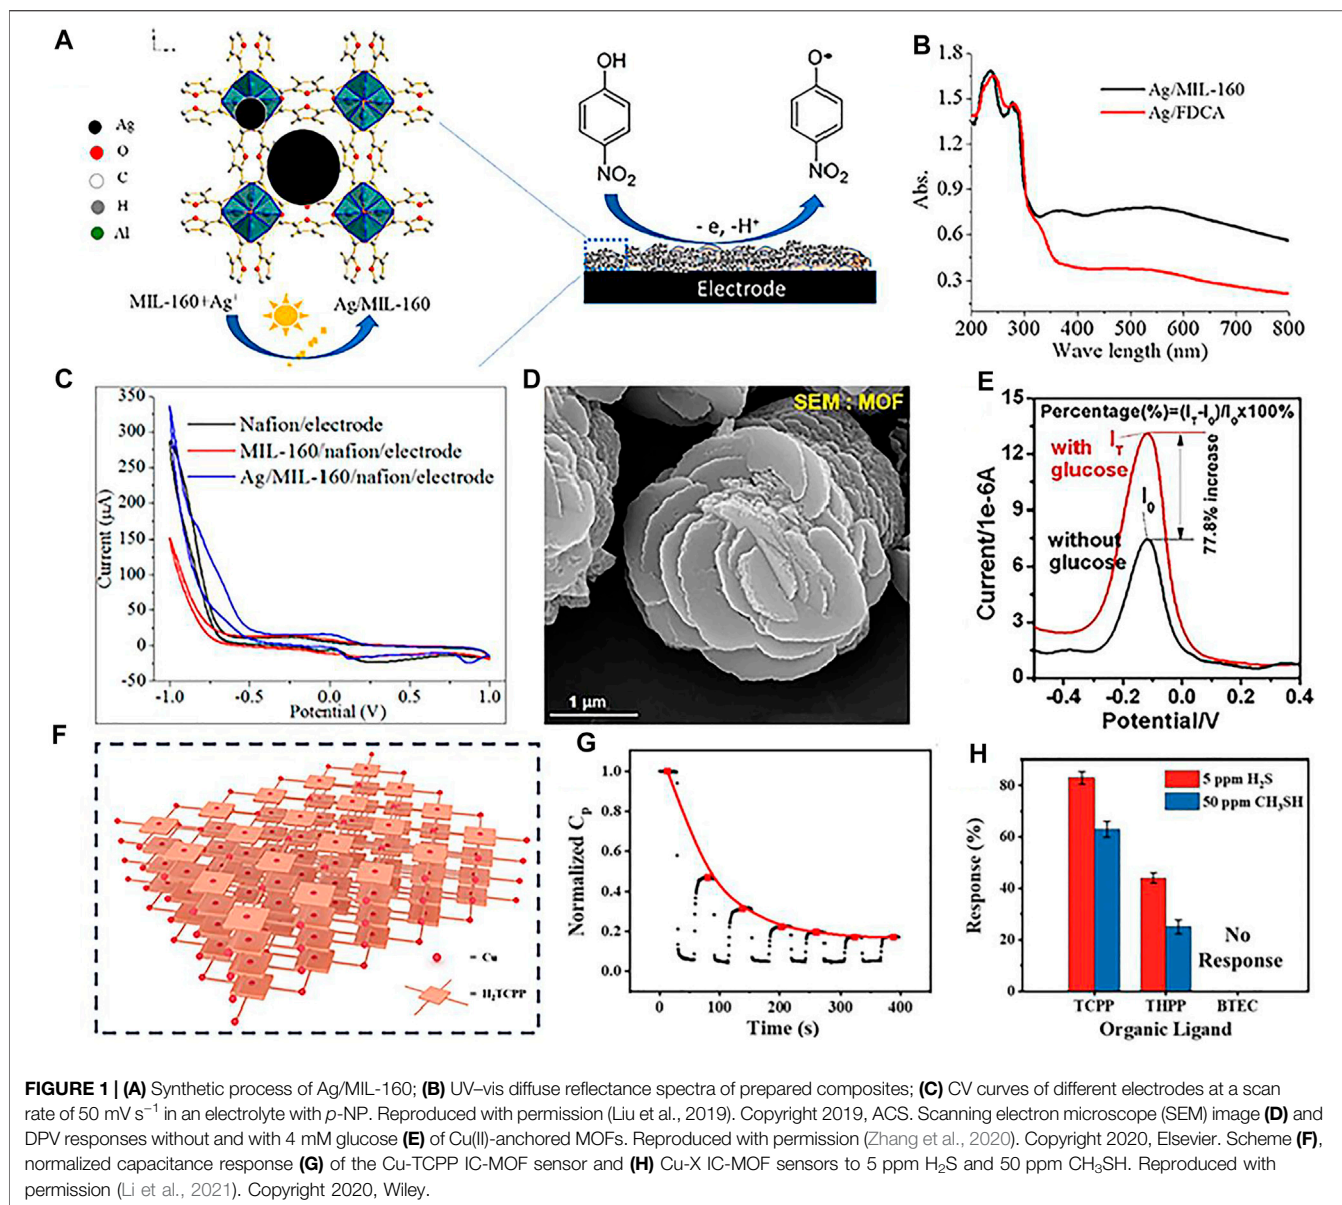 A
Ag
O
C
H
Al
MIL-160+Ag⁺
Ag/MIL-160
OH
NO₂
O•
NO₂
- e, -H⁺
Electrode
B
1.8
1.5
1.2
0.9
0.6
0.3
Abs.
Ag/MIL-160
Ag/FDCA
200 300 400 500 600 700 800
Wave length (nm)
C
350
300
250
200
150
100
50
0
-50
Current (µA)
Nafion/electrode
MIL-160/nafion/electrode
Ag/MIL-160/nafion/electrode
-1.0 -0.5 0.0 0.5 1.0
Potential (V)
D
SEM : MOF
1 µm
E
15
12
9
6
3
0
Current/1e-6A
Percentage(%)=(I_T-I_0)/I_0x100%
with
glucose
I_T
I_0
without
glucose
77.8% increase
-0.4 -0.2 0.0 0.2 0.4
Potential/V
F
= Cu
= H₂TCPP
G
1.0
0.8
0.6
0.4
0.2
0.0
Normalized C_P
0 100 200 300 400
Time (s)
H
80
60
40
20
0
Response (%)
5 ppm H₂S
50 ppm CH₃SH
No
Response
TCPP THPP BTEC
Organic Ligand
FIGURE 1 | (A) Synthetic process of Ag/MIL-160; (B) UV–vis diffuse reflectance spectra of prepared composites; (C) CV curves of different electrodes at a scan
rate of 50 mV s⁻¹ in an electrolyte with p-NP. Reproduced with permission (Liu et al., 2019). Copyright 2019, ACS. Scanning electron microscope (SEM) image (D) and
DPV responses without and with 4 mM glucose (E) of Cu(II)-anchored MOFs. Reproduced with permission (Zhang et al., 2020). Copyright 2020, Elsevier. Scheme (F),
normalized capacitance response (G) of the Cu-TCPP IC-MOF sensor and (H) Cu-X IC-MOF sensors to 5 ppm H₂S and 50 ppm CH₃SH. Reproduced with
permission (Li et al., 2021). Copyright 2020, Wiley.